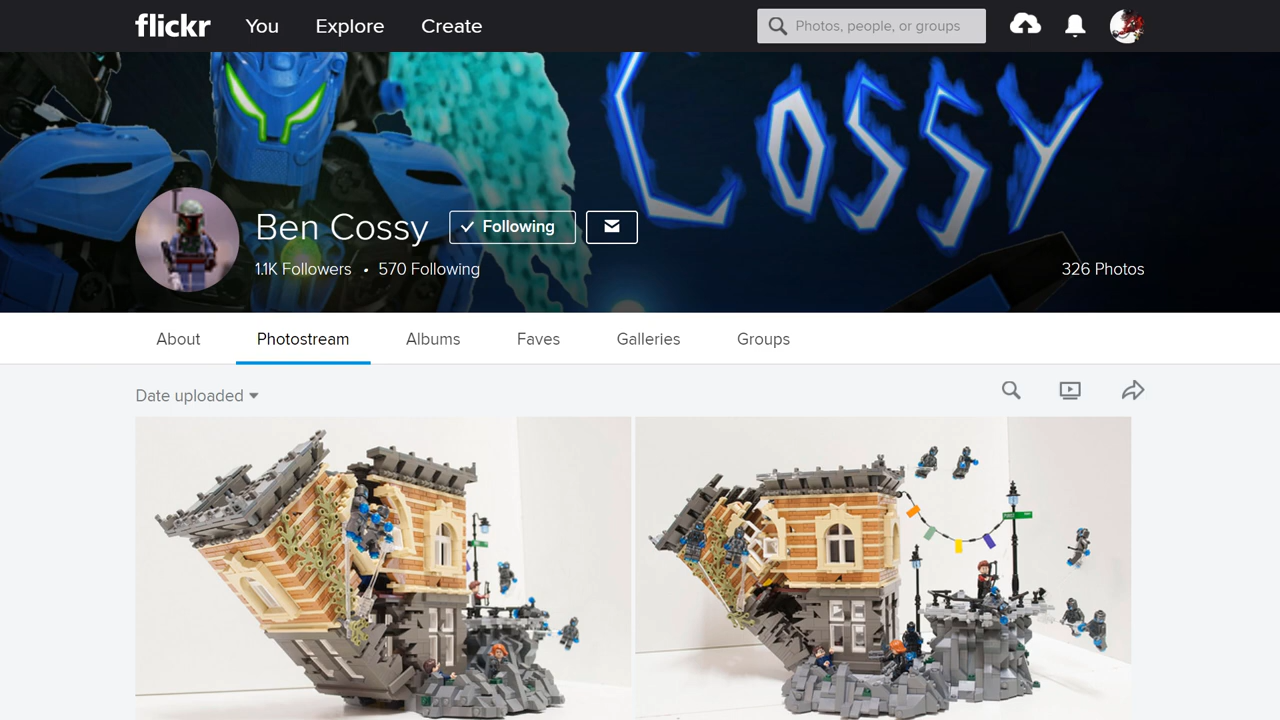 flickr You Explore Create Photos, people, or groups
COSSY
Ben Cossy Following
1.1K Followers • 570 Following 326 Photos
About Photostream Albums Faves Galleries Groups
Date uploaded